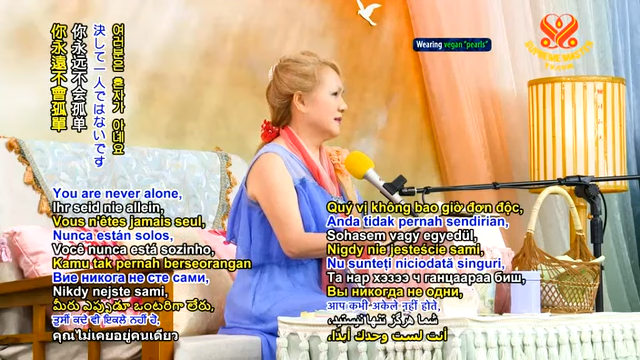 여러분은 혼자가 아녜요
決して一人ではないです
你永远不会孤单
你永遠不會孤單
Wearing vegan "pearls"
SUPREME MASTER
You are never alone,
Ihr seid nie allein,
Vous n'êtes jamais seul,
Nunca están solos,
Você nunca está sozinho,
Kamu tak pernah berseorangan
Вие никога не сте сами,
Nikdy nejste sami,
మీరు ఎప్పుడూ ఒంటరిగా లేరు,
ਤੁਸੀਂ ਕਦੇ ਵੀ ਇਕੱਲੇ ਨਹੀਂ ਹੋ,
คุณไม่เคยอยู่คนเดียว
Quý vị không bao giờ đơn độc,
Anda tidak pernah sendirian,
Sohasem vagy egyedül,
Nigdy nie jesteście sami,
Nu sunteți niciodată singuri,
Та нар хэзээ ч ганцаараа биш,
Вы никогда не одни,
आप कभी अकेले नहीं होते,
شما هرگز تنها نیستید،
أنت لست وحدك أبدًا،